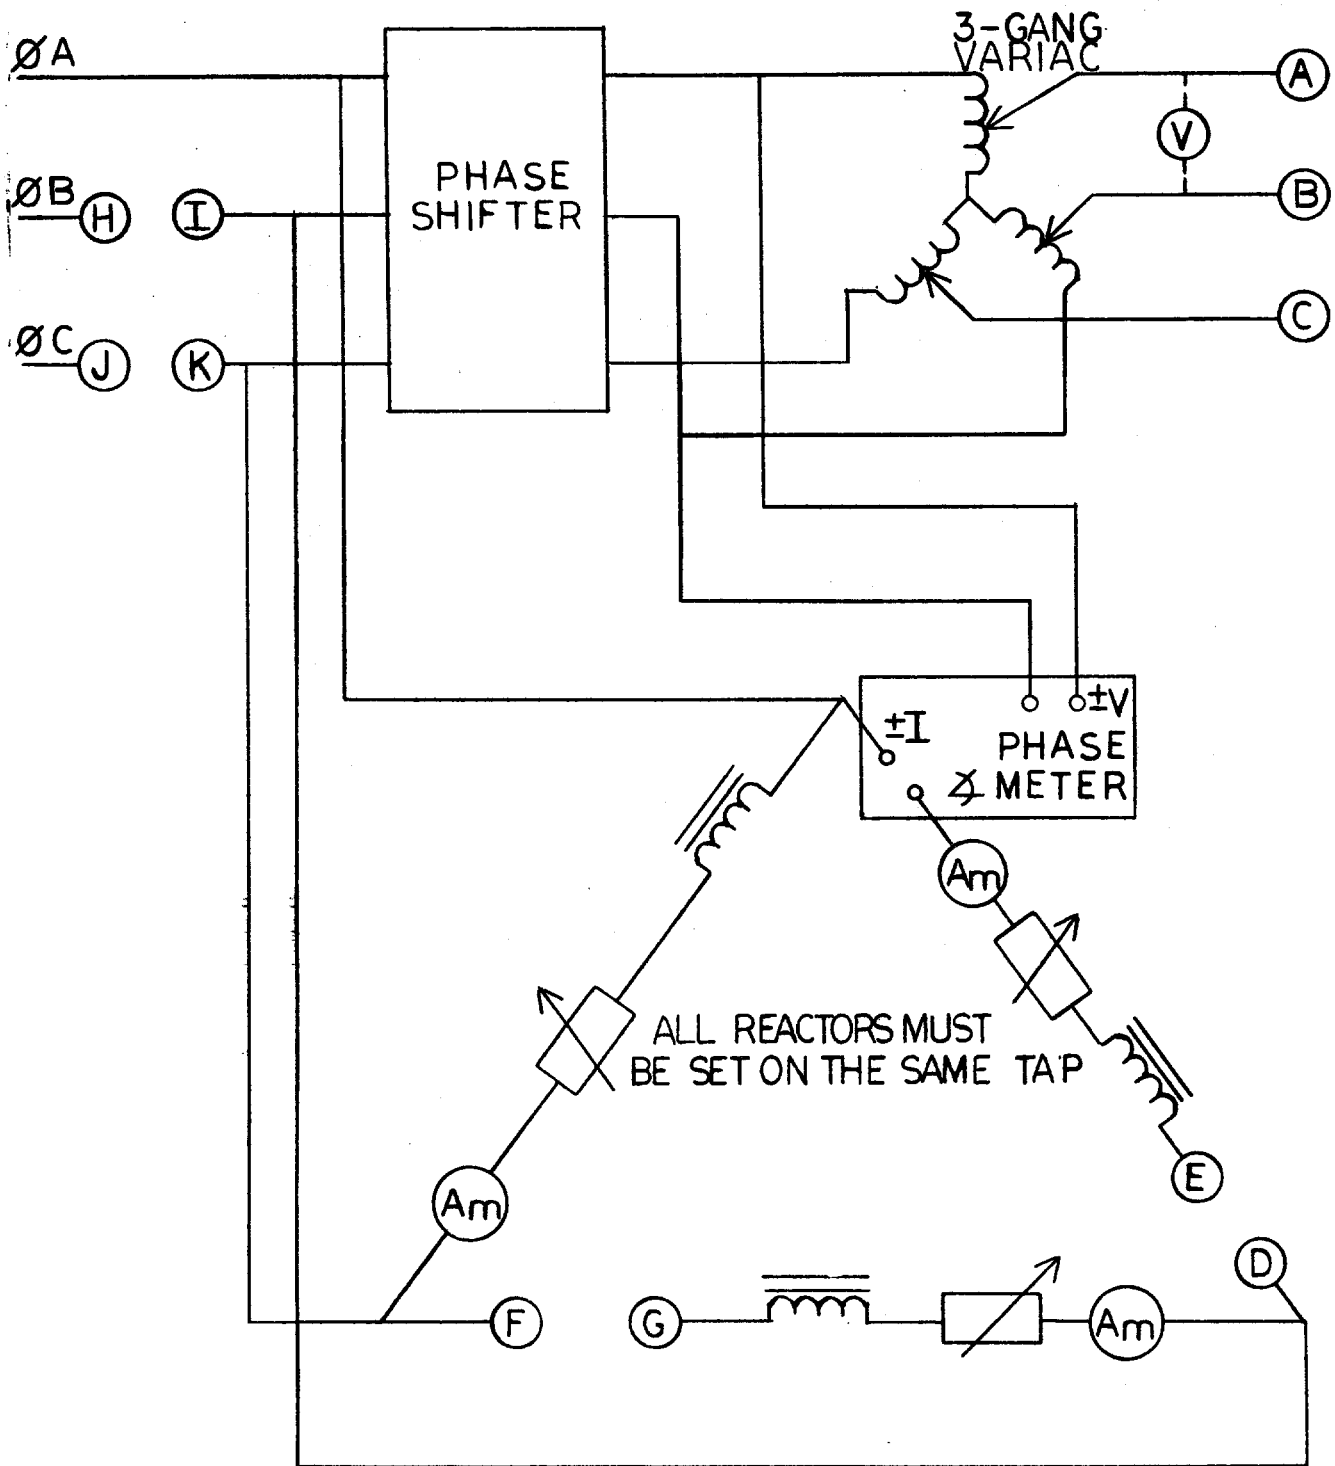 3-GANG
VARIAC
ØA
A
V
PHASE
SHIFTER
ØB
H
I
B
C
ØC
J
K
±V
±I
PHASE
∡ METER
Am
ALL REACTORS MUST
BE SET ON THE SAME TAP
E
Am
D
F
G
Am